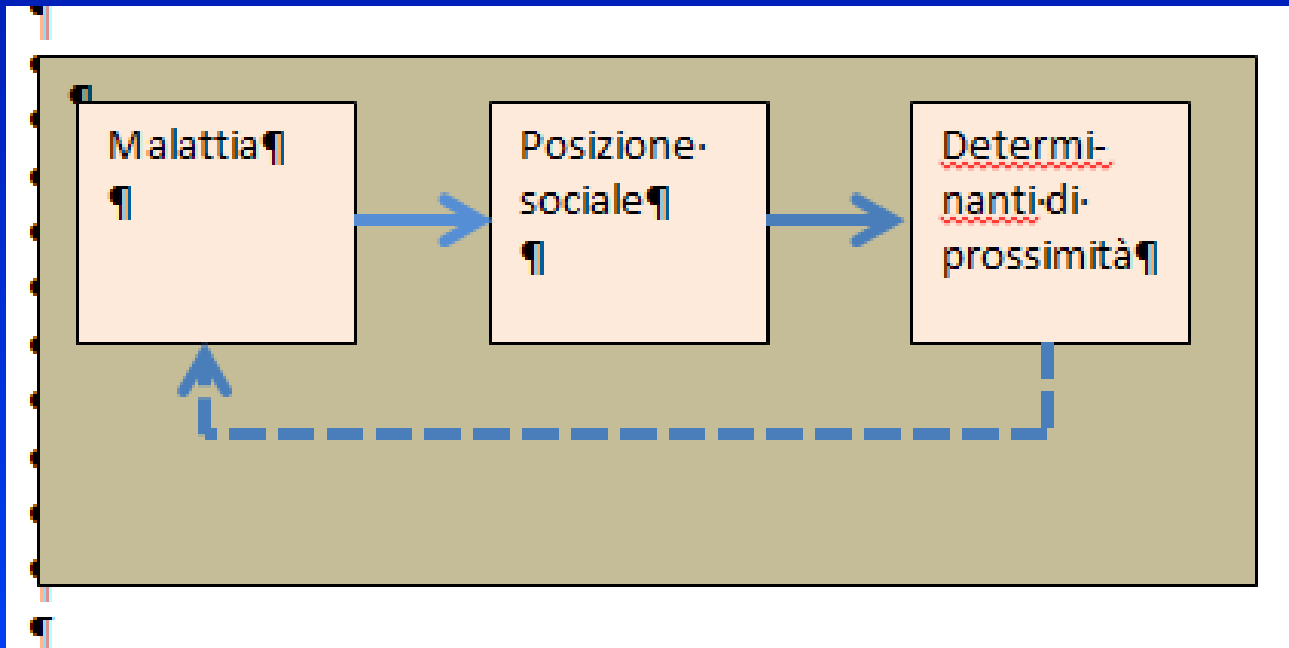 Malattia¶
¶
Posizione·
sociale¶
¶
Determi-
nanti·di·
prossimità¶